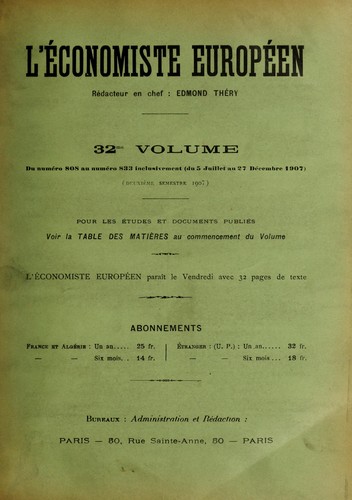 L'ÉCONOMISTE EUROPÉEN
Rédacteur en chef : EDMOND THÉRY
32me VOLUME
Du numéro 808 au numéro 833 inclusivement (du 5 Juillet au 27 Décembre 1907)
(DEUXIÈME SEMESTRE 1907)
POUR LES ÉTUDES ET DOCUMENTS PUBLIÉS
Voir la TABLE DES MATIÈRES au commencement du Volume
L'ÉCONOMISTE EUROPÉEN paraît le Vendredi avec 32 pages de texte
ABONNEMENTS
FRANCE ET ALGÉRIE : Un an..... 25 fr. ÉTRANGER : (U. P.) : Un an..... 32 fr.
— — Six mois.. 14 fr. — — Six mois... 18 fr.
BUREAUX : Administration et Rédaction :
PARIS — 50, Rue Sainte-Anne, 50 — PARIS